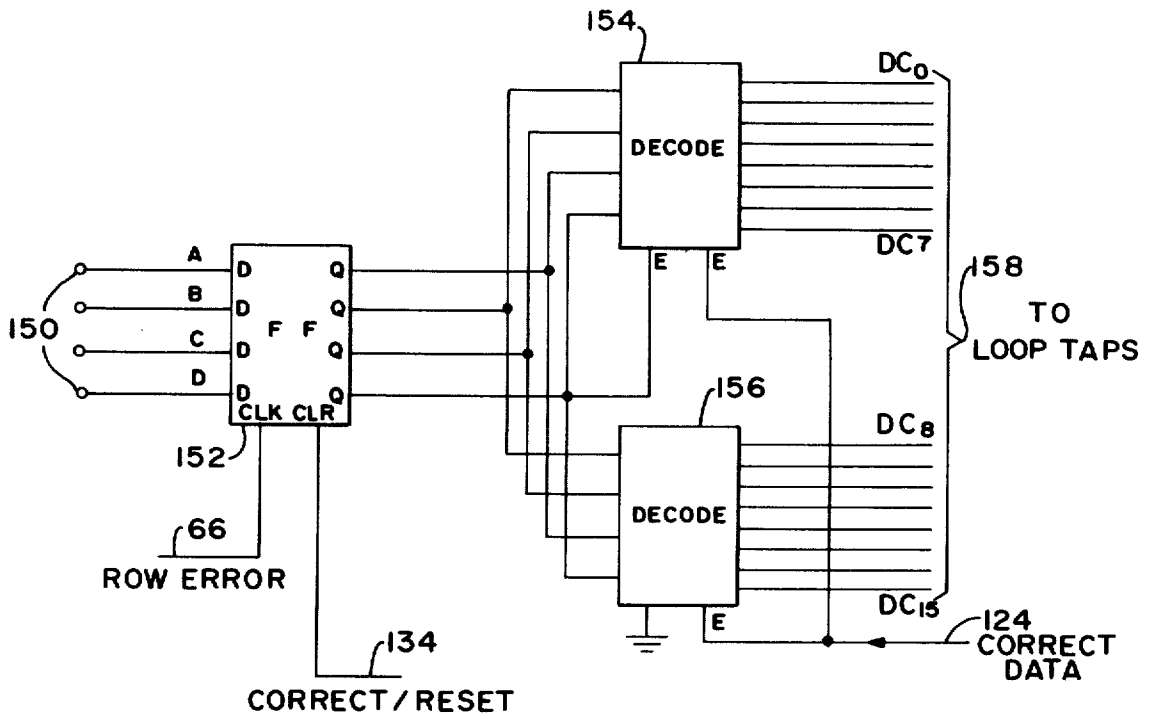 154
DC0
DECODE
DC7
E E
158
TO
LOOP TAPS
150
A
B
C
D
D Q
D Q
F F
D Q
D Q
CLK CLR
152
66
ROW ERROR
134
CORRECT/RESET
156
DC8
DECODE
DC15
E
124
CORRECT
DATA